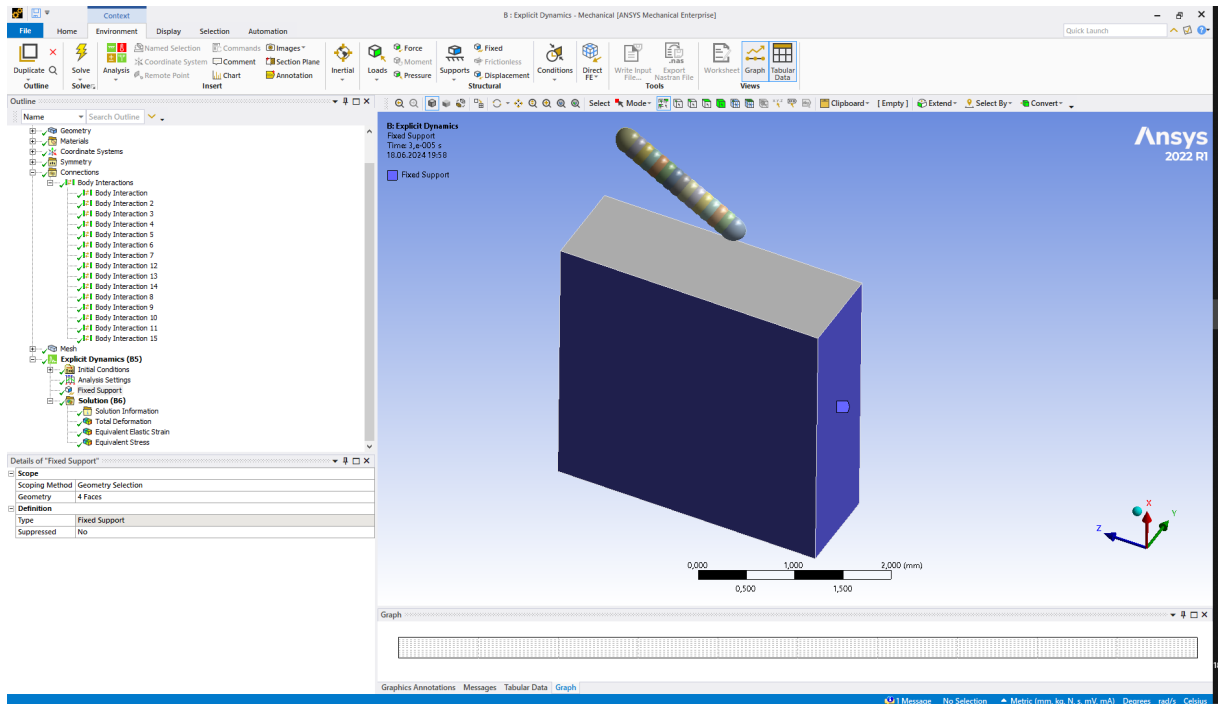 Context
B : Explicit Dynamics - Mechanical [ANSYS Mechanical Enterprise]
File Home Environment Display Selection Automation
Quick Launch
Duplicate
Solve
Analysis
Named Selection
Coordinate System
Remote Point
Commands
Comment
Chart
Images
Section Plane
Annotation
Inertial
Loads
Force
Moment
Pressure
Supports
Fixed
Frictionless
Displacement
Conditions
Direct FE
Write Input File...
Export Nastran File
.nas
Worksheet
Graph
Tabular Data
Outline Solve Insert Structural Tools Views
Outline
Name Search Outline
Select Mode Clipboard [ Empty ] Extend Select By Convert
Geometry
Materials
Coordinate Systems
Symmetry
Connections
Body Interactions
Body Interaction
Body Interaction 2
Body Interaction 3
Body Interaction 4
Body Interaction 5
Body Interaction 6
Body Interaction 7
Body Interaction 12
Body Interaction 13
Body Interaction 14
Body Interaction 8
Body Interaction 9
Body Interaction 10
Body Interaction 11
Body Interaction 15
Mesh
Explicit Dynamics (B5)
Initial Conditions
Analysis Settings
Fixed Support
Solution (B6)
Solution Information
Total Deformation
Equivalent Elastic Strain
Equivalent Stress
Details of "Fixed Support"
Scope
Scoping Method Geometry Selection
Geometry 4 Faces
Definition
Type Fixed Support
Suppressed No
B: Explicit Dynamics
Fixed Support
Time: 3,e-005 s
18.06.2024 19:58
Fixed Support
Ansys
2022 R1
X
Y
Z
0,000 1,000 2,000 (mm)
0,500 1,500
Graph
Graphics Annotations Messages Tabular Data Graph
1 Message No Selection Metric (mm, kg, N, s, mV, mA) Degrees rad/s Celsius